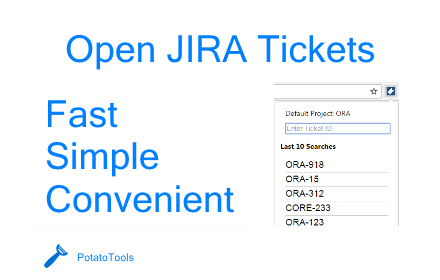 Open JIRA Tickets
Fast
Simple
Convenient
Default Project: ORA
Enter Ticket ID
Last 10 Searches
ORA-918
ORA-15
ORA-312
CORE-233
ORA-123
PotatoTools